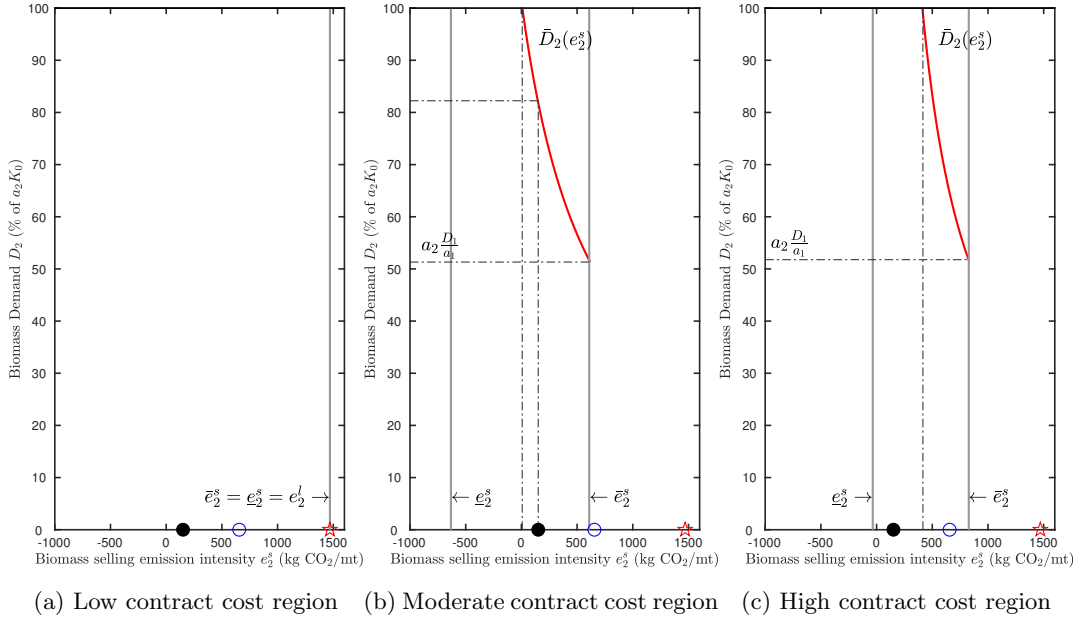 100
90
80
70
60
50
40
30
20
10
0
Biomass Demand D₂ (% of a₂K₀)
ē₂ˢ = e̲₂ˢ = e₂ˡ →
-1000 -500 0 500 1000 1500
Biomass selling emission intensity e₂ˢ (kg CO₂/mt)
(a) Low contract cost region
100
90
80
70
60
50
40
30
20
10
0
Biomass Demand D₂ (% of a₂K₀)
D̄₂(e₂ˢ)
a₂ D₁/a₁
← e̲₂ˢ
← ē₂ˢ
-1000 -500 0 500 1000 1500
Biomass selling emission intensity e₂ˢ (kg CO₂/mt)
(b) Moderate contract cost region
100
90
80
70
60
50
40
30
20
10
0
Biomass Demand D₂ (% of a₂K₀)
D̄₂(e₂ˢ)
a₂ D₁/a₁
e̲₂ˢ →
← ē₂ˢ
-1000 -500 0 500 1000 1500
Biomass selling emission intensity e₂ˢ (kg CO₂/mt)
(c) High contract cost region